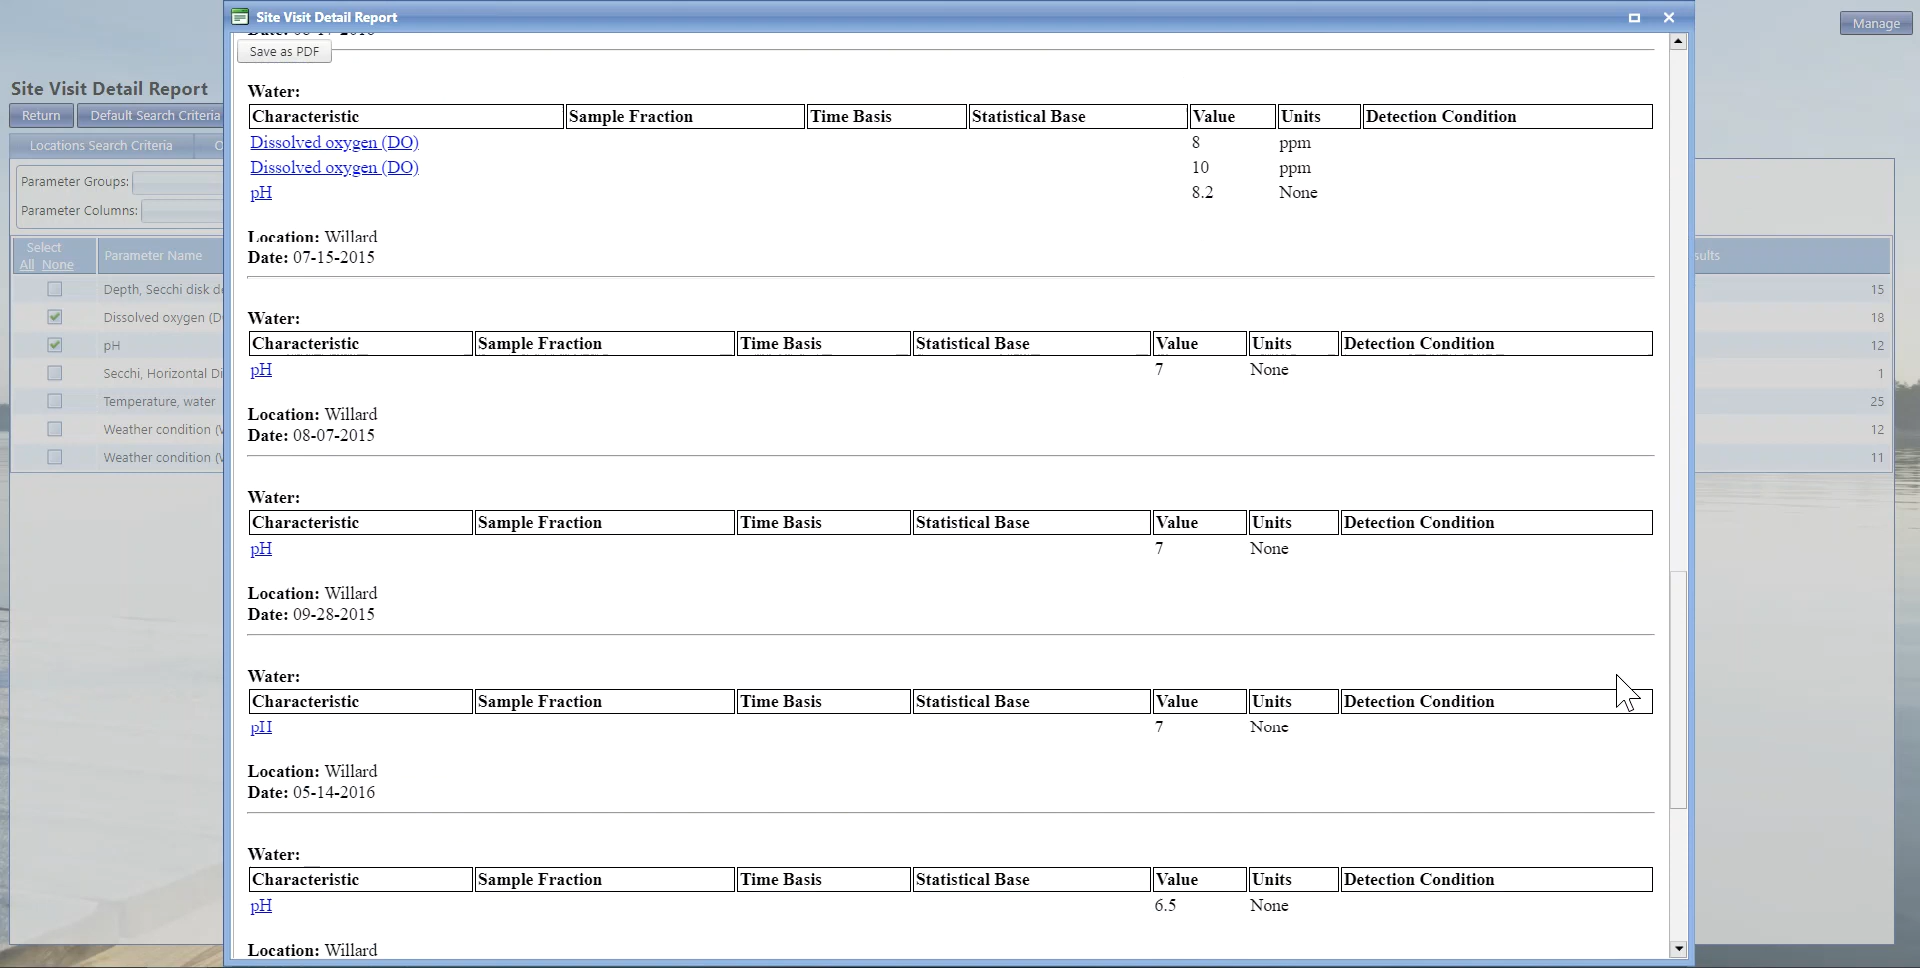 Site Visit Detail Report
Manage
Save as PDF
Site Visit Detail Report
Return Default Search Criteria
Locations Search Criteria
Parameter Groups:
Parameter Columns:
Select
All None
Parameter Name
sults
Depth, Secchi disk de 15
Dissolved oxygen (D 18
pH 12
Secchi, Horizontal Di 1
Temperature, water 25
Weather condition (W 12
Weather condition (W 11
Water:
Characteristic Sample Fraction Time Basis Statistical Base Value Units Detection Condition
Dissolved oxygen (DO) 8 ppm
Dissolved oxygen (DO) 10 ppm
pH 8.2 None
Location: Willard
Date: 07-15-2015
Water:
Characteristic Sample Fraction Time Basis Statistical Base Value Units Detection Condition
pH 7 None
Location: Willard
Date: 08-07-2015
Water:
Characteristic Sample Fraction Time Basis Statistical Base Value Units Detection Condition
pH 7 None
Location: Willard
Date: 09-28-2015
Water:
Characteristic Sample Fraction Time Basis Statistical Base Value Units Detection Condition
pH 7 None
Location: Willard
Date: 05-14-2016
Water:
Characteristic Sample Fraction Time Basis Statistical Base Value Units Detection Condition
pH 6.5 None
Location: Willard